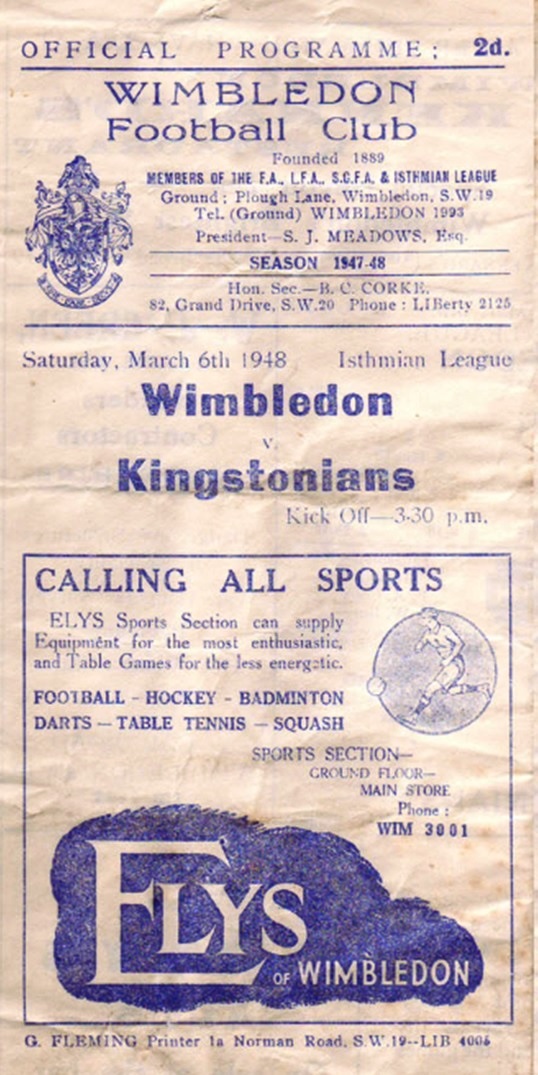 OFFICIAL PROGRAMME; 2d.
WIMBLEDON
Football Club
Founded 1889
MEMBERS OF THE F.A., L.F.A., S.C.F.A. & ISTHMIAN LEAGUE
Ground; Plough Lane, Wimbledon, S.W.19
Tel. (Ground) WIMBLEDON 1993
President—S. J. MEADOWS, Esq.
SEASON 1947-48
Hon. Sec.—B. C. CORKE,
82, Grand Drive, S.W.20 Phone : LIBerty 2125
Saturday, March 6th 1948 Isthmian League
Wimbledon
v.
Kingstonians
Kick Off—3-30 p.m.
CALLING ALL SPORTS
ELYS Sports Section can supply
Equipment for the most enthusiastic,
and Table Games for the less energetic.
FOOTBALL - HOCKEY - BADMINTON
DARTS — TABLE TENNIS — SQUASH
SPORTS SECTION—
GROUND FLOOR—
MAIN STORE
Phone :
WIM 3001
ELYS
OF WIMBLEDON
G. FLEMING Printer 1a Norman Road, S.W.19--LIB 4005